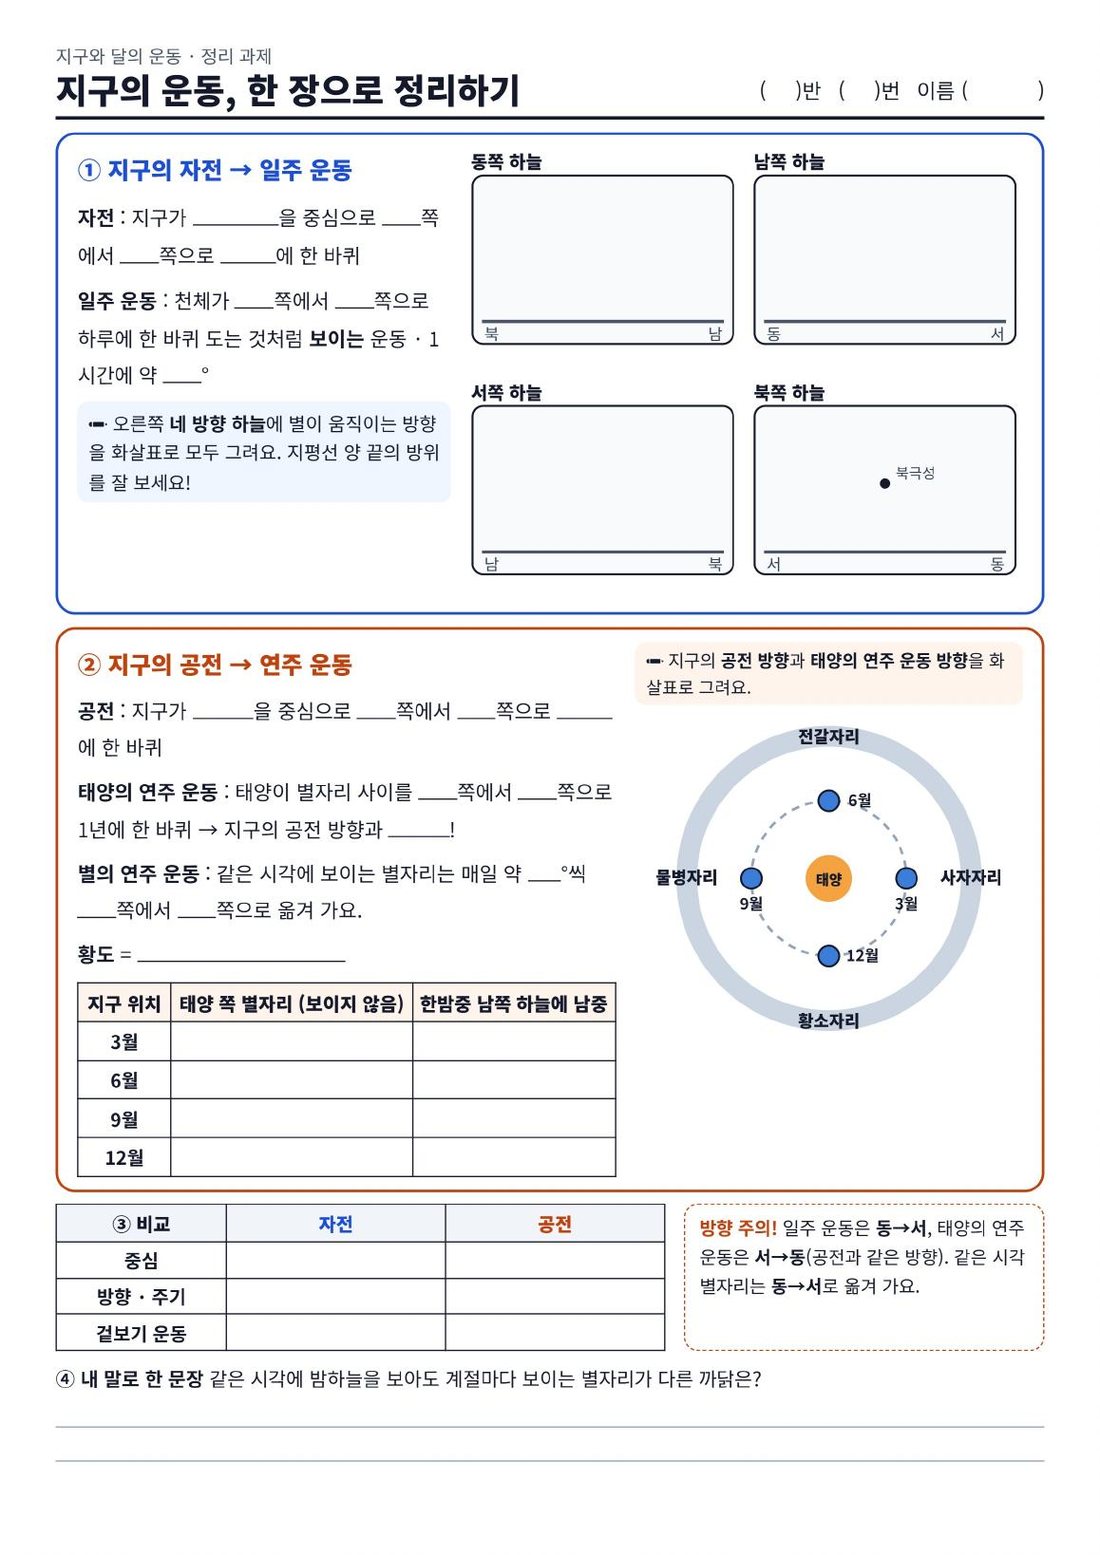 지구와 달의 운동 · 정리 과제
지구의 운동, 한 장으로 정리하기
( )반 ( )번 이름 ( )
① 지구의 자전 → 일주 운동
자전 : 지구가 ________을 중심으로 ____쪽
에서 ____쪽으로 ______에 한 바퀴
일주 운동 : 천체가 ____쪽에서 ____쪽으로
하루에 한 바퀴 도는 것처럼 보이는 운동 · 1
시간에 약 ____°
✏ 오른쪽 네 방향 하늘에 별이 움직이는 방향
을 화살표로 모두 그려요. 지평선 양 끝의 방위
를 잘 보세요!
동쪽 하늘
북 남
남쪽 하늘
동 서
서쪽 하늘
남 북
북쪽 하늘
북극성
서 동
② 지구의 공전 → 연주 운동
공전 : 지구가 ______을 중심으로 ____쪽에서 ____쪽으로 ______
에 한 바퀴
태양의 연주 운동 : 태양이 별자리 사이를 ____쪽에서 ____쪽으로
1년에 한 바퀴 → 지구의 공전 방향과 ______!
별의 연주 운동 : 같은 시각에 보이는 별자리는 매일 약 ___°씩
____쪽에서 ____쪽으로 옮겨 가요.
황도 = ____________________
지구 위치 태양 쪽 별자리 (보이지 않음) 한밤중 남쪽 하늘에 남중
3월
6월
9월
12월
✏ 지구의 공전 방향과 태양의 연주 운동 방향을 화
살표로 그려요.
전갈자리
6월
물병자리 태양 사자자리
9월 3월
12월
황소자리
③ 비교 자전 공전
중심
방향 · 주기
겉보기 운동
방향 주의! 일주 운동은 동→서, 태양의 연주
운동은 서→동(공전과 같은 방향). 같은 시각
별자리는 동→서로 옮겨 가요.
④ 내 말로 한 문장 같은 시각에 밤하늘을 보아도 계절마다 보이는 별자리가 다른 까닭은?